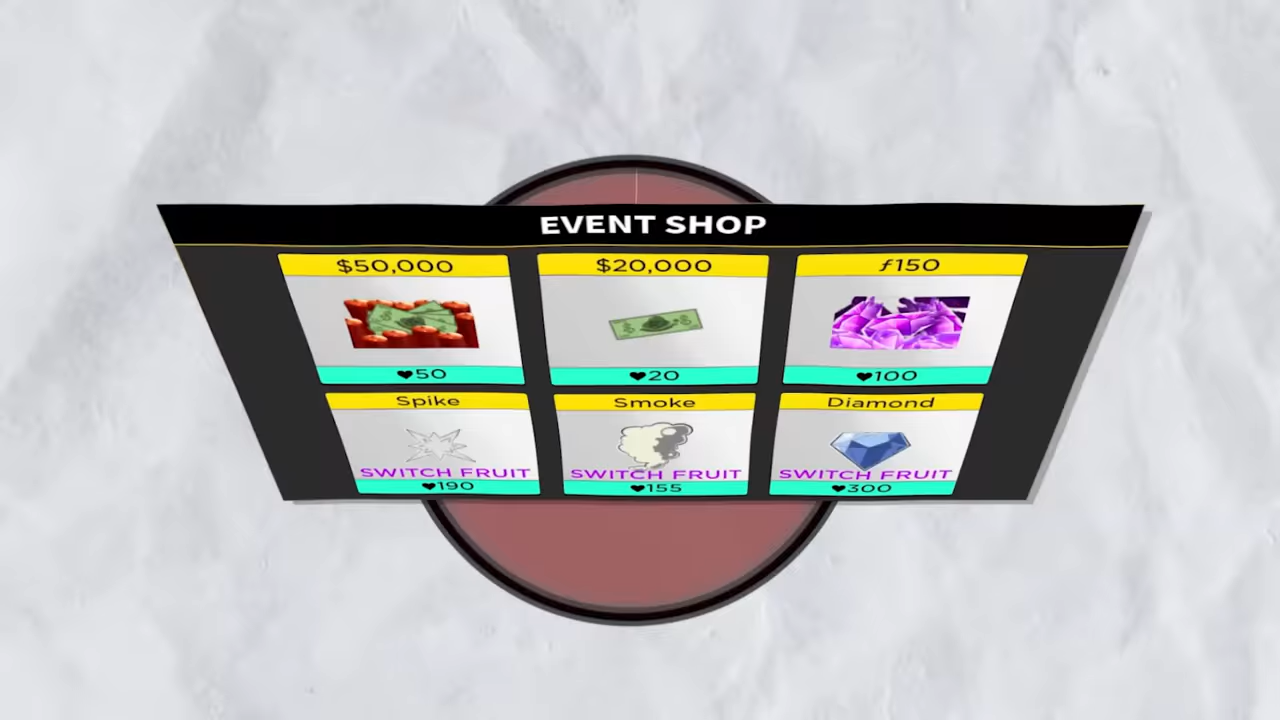 EVENT SHOP
$50,000 $20,000 ƒ150
❤50 ❤20 ❤100
Spike Smoke Diamond
SWITCH FRUIT SWITCH FRUIT SWITCH FRUIT
❤190 ❤155 ❤300